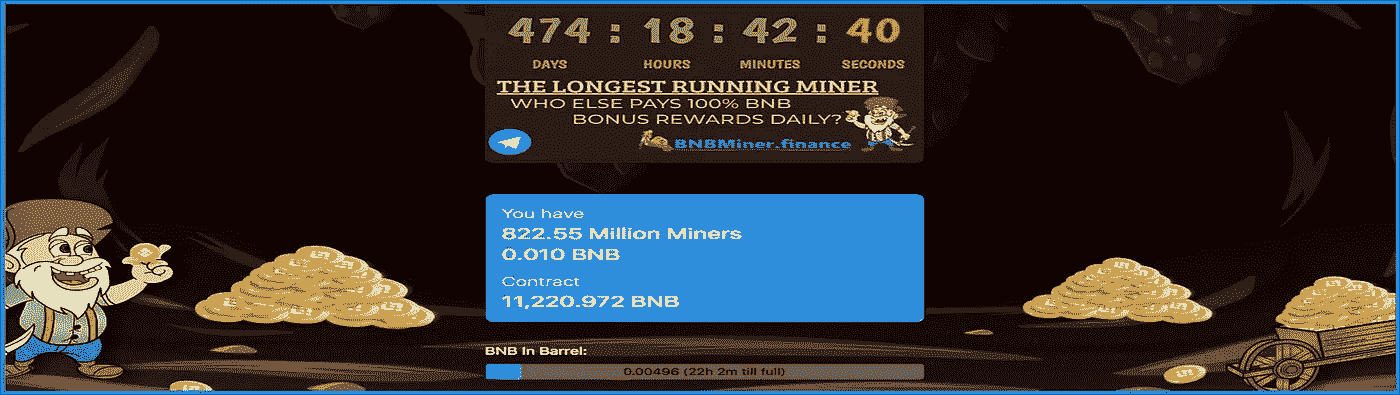 474 : 18 : 42 : 40
DAYS HOURS MINUTES SECONDS
THE LONGEST RUNNING MINER
WHO ELSE PAYS 100% BNB
BONUS REWARDS DAILY?
BNBMiner.finance
You have
822.55 Million Miners
0.010 BNB
Contract
11,220.972 BNB
BNB In Barrel:
0.00496 (22h 2m till full)